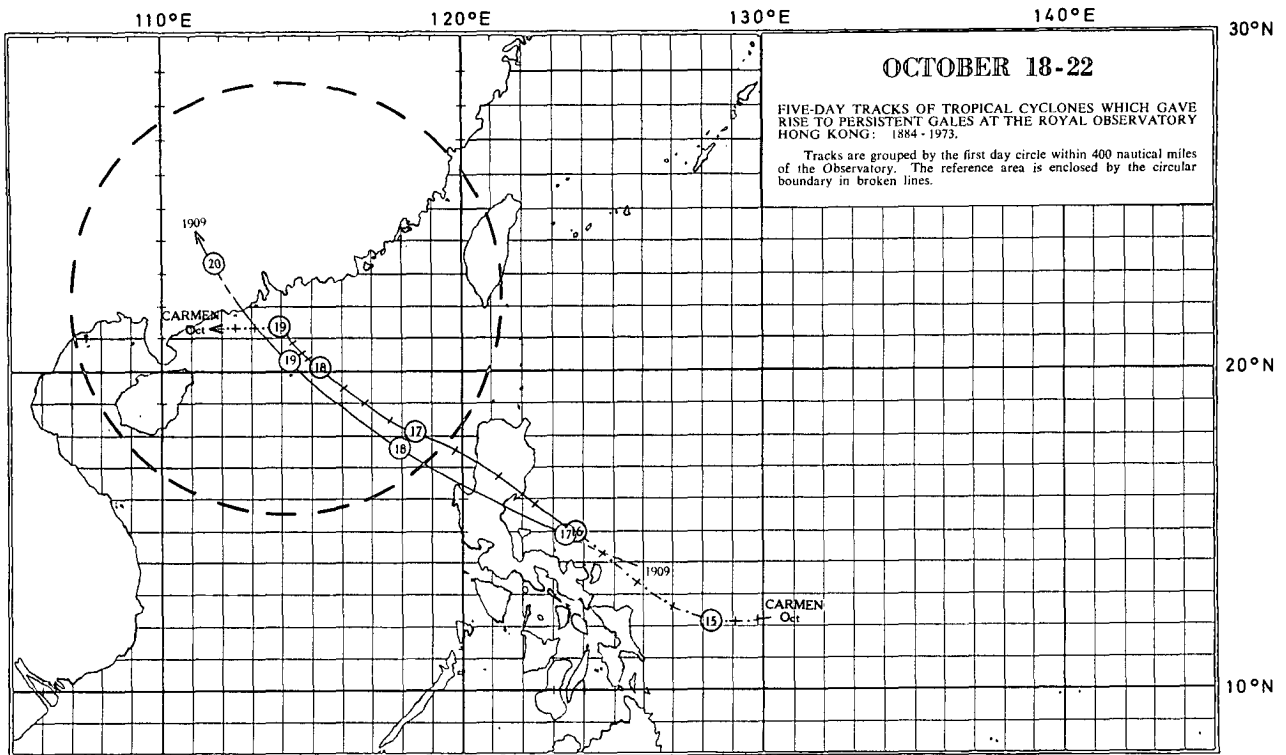 110°E 120°E 130°E 140°E
30°N
OCTOBER 18-22
FIVE-DAY TRACKS OF TROPICAL CYCLONES WHICH GAVE
RISE TO PERSISTENT GALES AT THE ROYAL OBSERVATORY
HONG KONG: 1884 - 1973.
Tracks are grouped by the first day circle within 400 nautical miles
of the Observatory. The reference area is enclosed by the circular
boundary in broken lines.
1909
20
CARMEN
Oct
19
19
18
20°N
17
18
17 16
1909
CARMEN
Oct
15
10°N